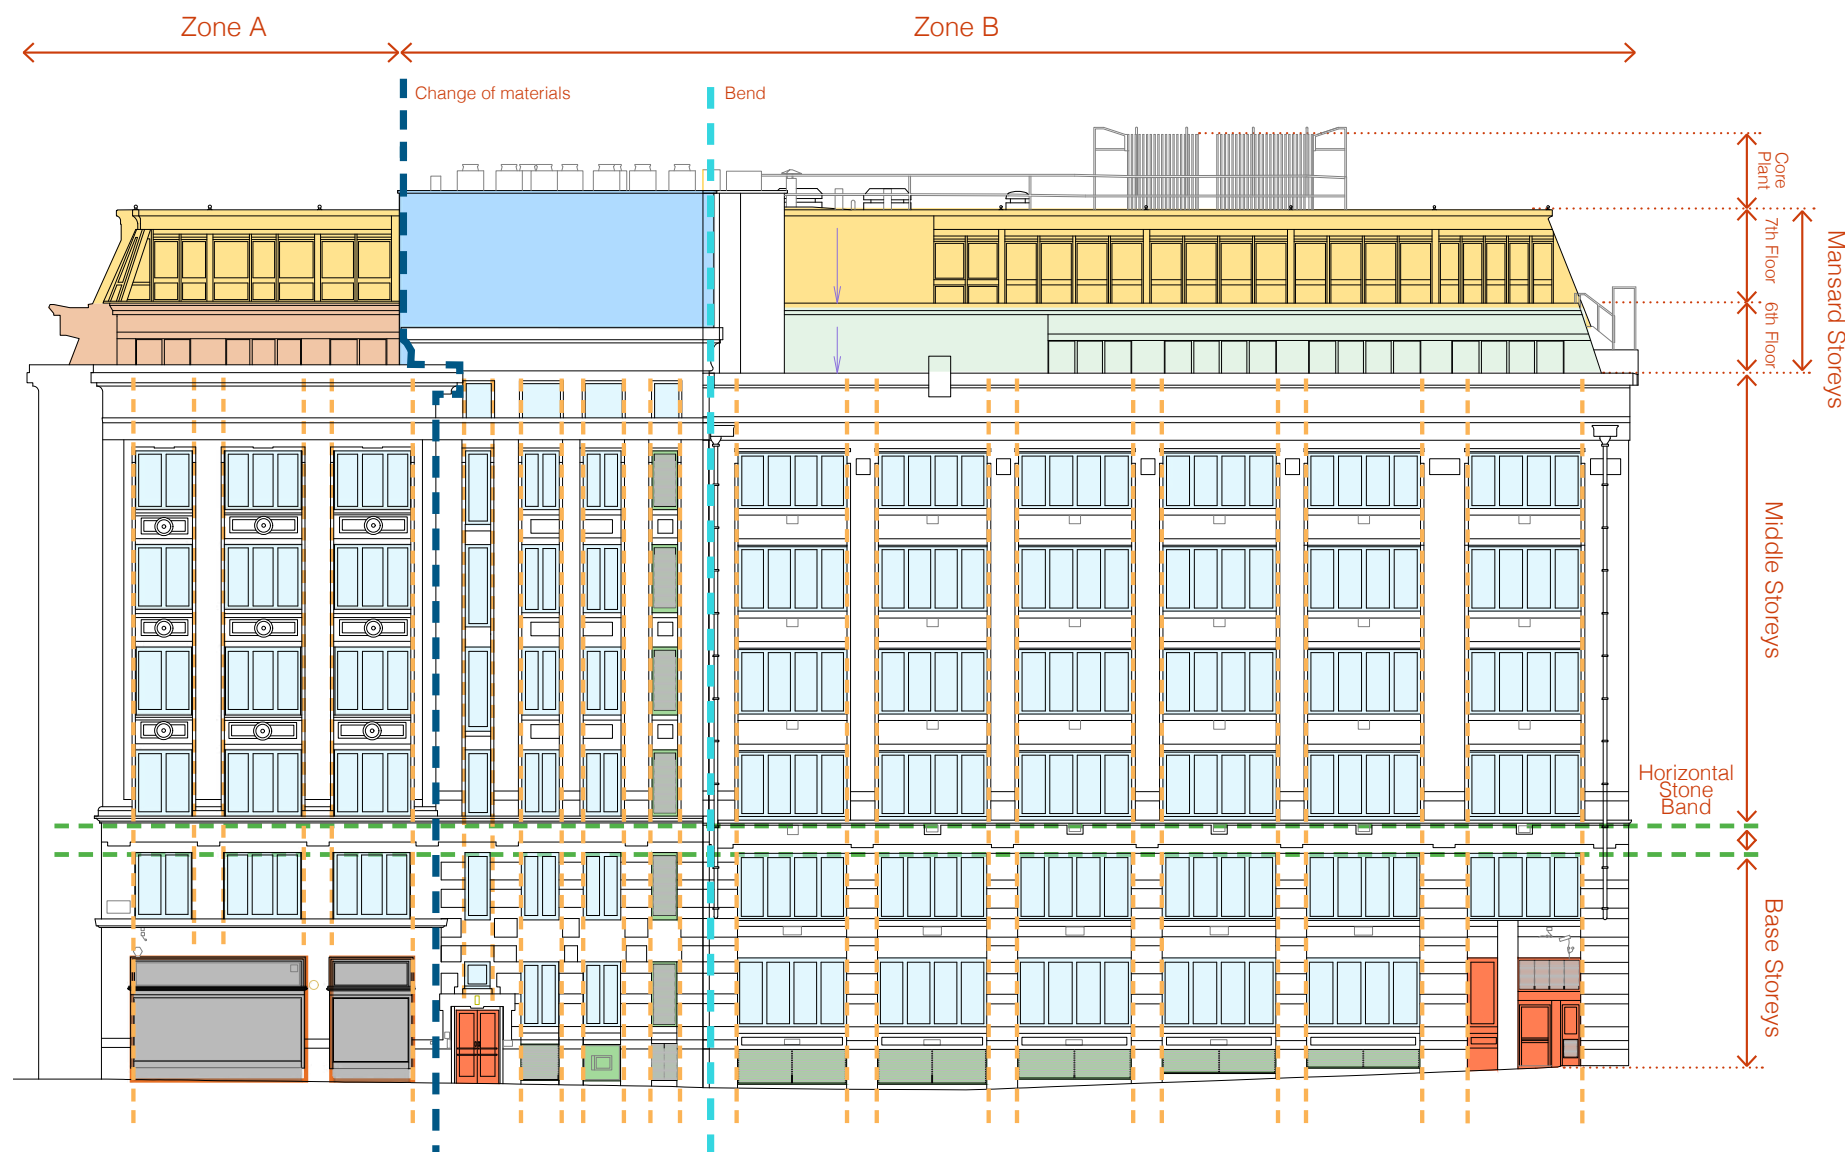 Zone A
Zone B
Change of materials
Bend
Core
Plant
7th Floor
6th Floor
Mansard Storeys
Middle Storeys
Horizontal
Stone
Band
Base Storeys